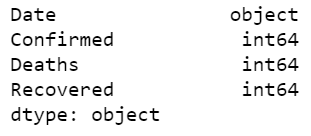 Date object
Confirmed int64
Deaths int64
Recovered int64
dtype: object